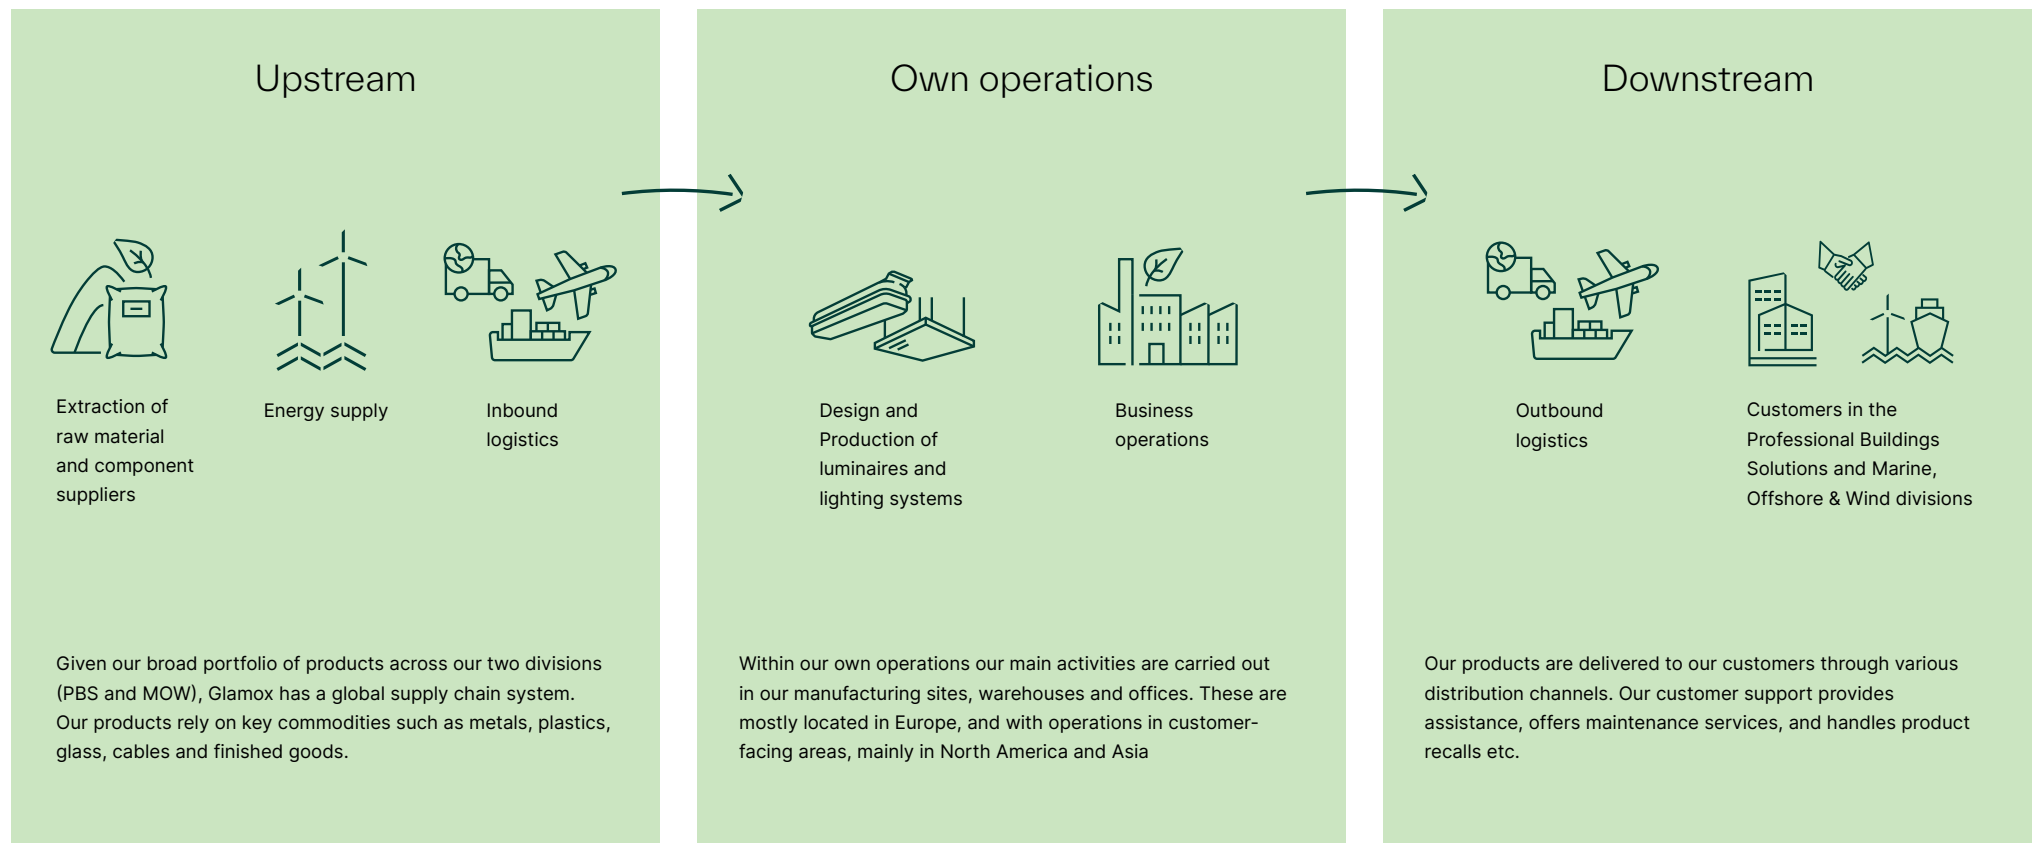 Upstream
Extraction of
raw material
and component
suppliers
Energy supply
Inbound
logistics
Given our broad portfolio of products across our two divisions
(PBS and MOW), Glamox has a global supply chain system.
Our products rely on key commodities such as metals, plastics,
glass, cables and finished goods.
Own operations
Design and
Production of
luminaires and
lighting systems
Business
operations
Within our own operations our main activities are carried out
in our manufacturing sites, warehouses and offices. These are
mostly located in Europe, and with operations in customer-
facing areas, mainly in North America and Asia
Downstream
Outbound
logistics
Customers in the
Professional Buildings
Solutions and Marine,
Offshore & Wind divisions
Our products are delivered to our customers through various
distribution channels. Our customer support provides
assistance, offers maintenance services, and handles product
recalls etc.